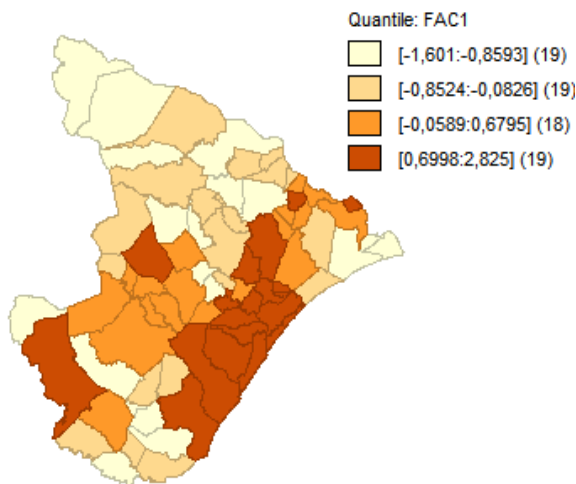 Quantile: FAC1
[-1,601:-0,8593] (19)
[-0,8524:-0,0826] (19)
[-0,0589:0,6795] (18)
[0,6998:2,825] (19)